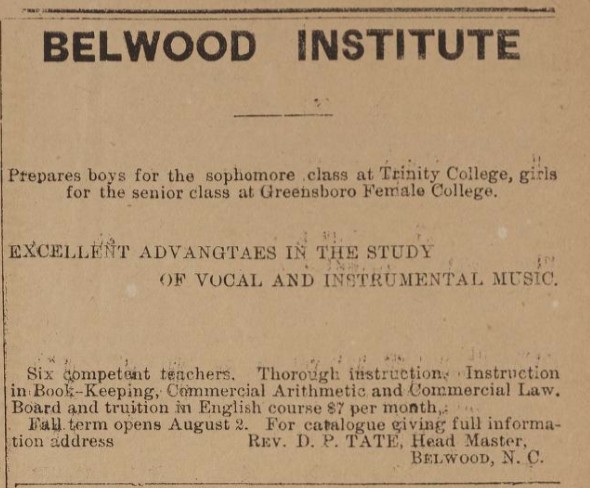 BELWOOD INSTITUTE
Prepares boys for the sophomore class at Trinity College, girls
for the senior class at Greensboro Female College.
EXCELLENT ADVANGTAES IN THE STUDY
OF VOCAL AND INSTRUMENTAL MUSIC.
Six competent teachers. Thorough instruction. Instruction
in Book-Keeping, Commercial Arithmetic and Commercial Law.
Board and truition in English course $7 per month.
Fall term opens August 2. For catalogue giving full informa-
tion address REV. D. P. TATE, Head Master,
BELWOOD, N. C.